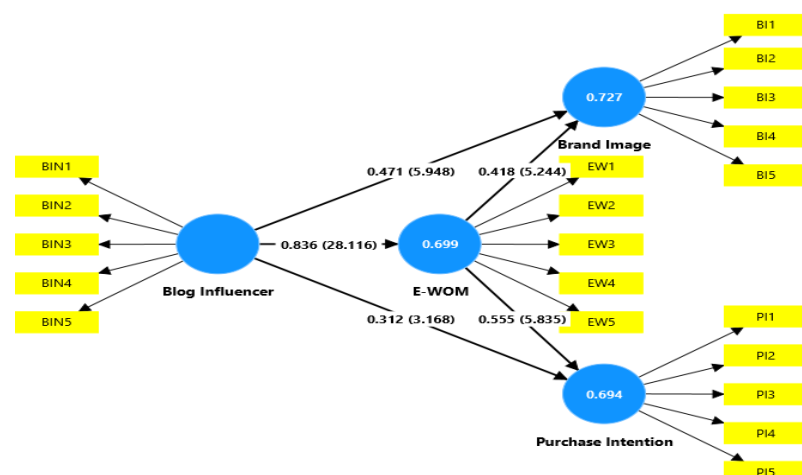 BI1
BI2
0.727
BI3
BI4
Brand Image
BI5
BIN1
0.471 (5.948)
0.418 (5.244)
EW1
BIN2
EW2
BIN3
0.836 (28.116)
0.699
EW3
BIN4
EW4
Blog Influencer
E-WOM
BIN5
0.312 (3.168)
0.555 (5.835)
EW5
PI1
PI2
0.694
PI3
PI4
Purchase Intention
PI5